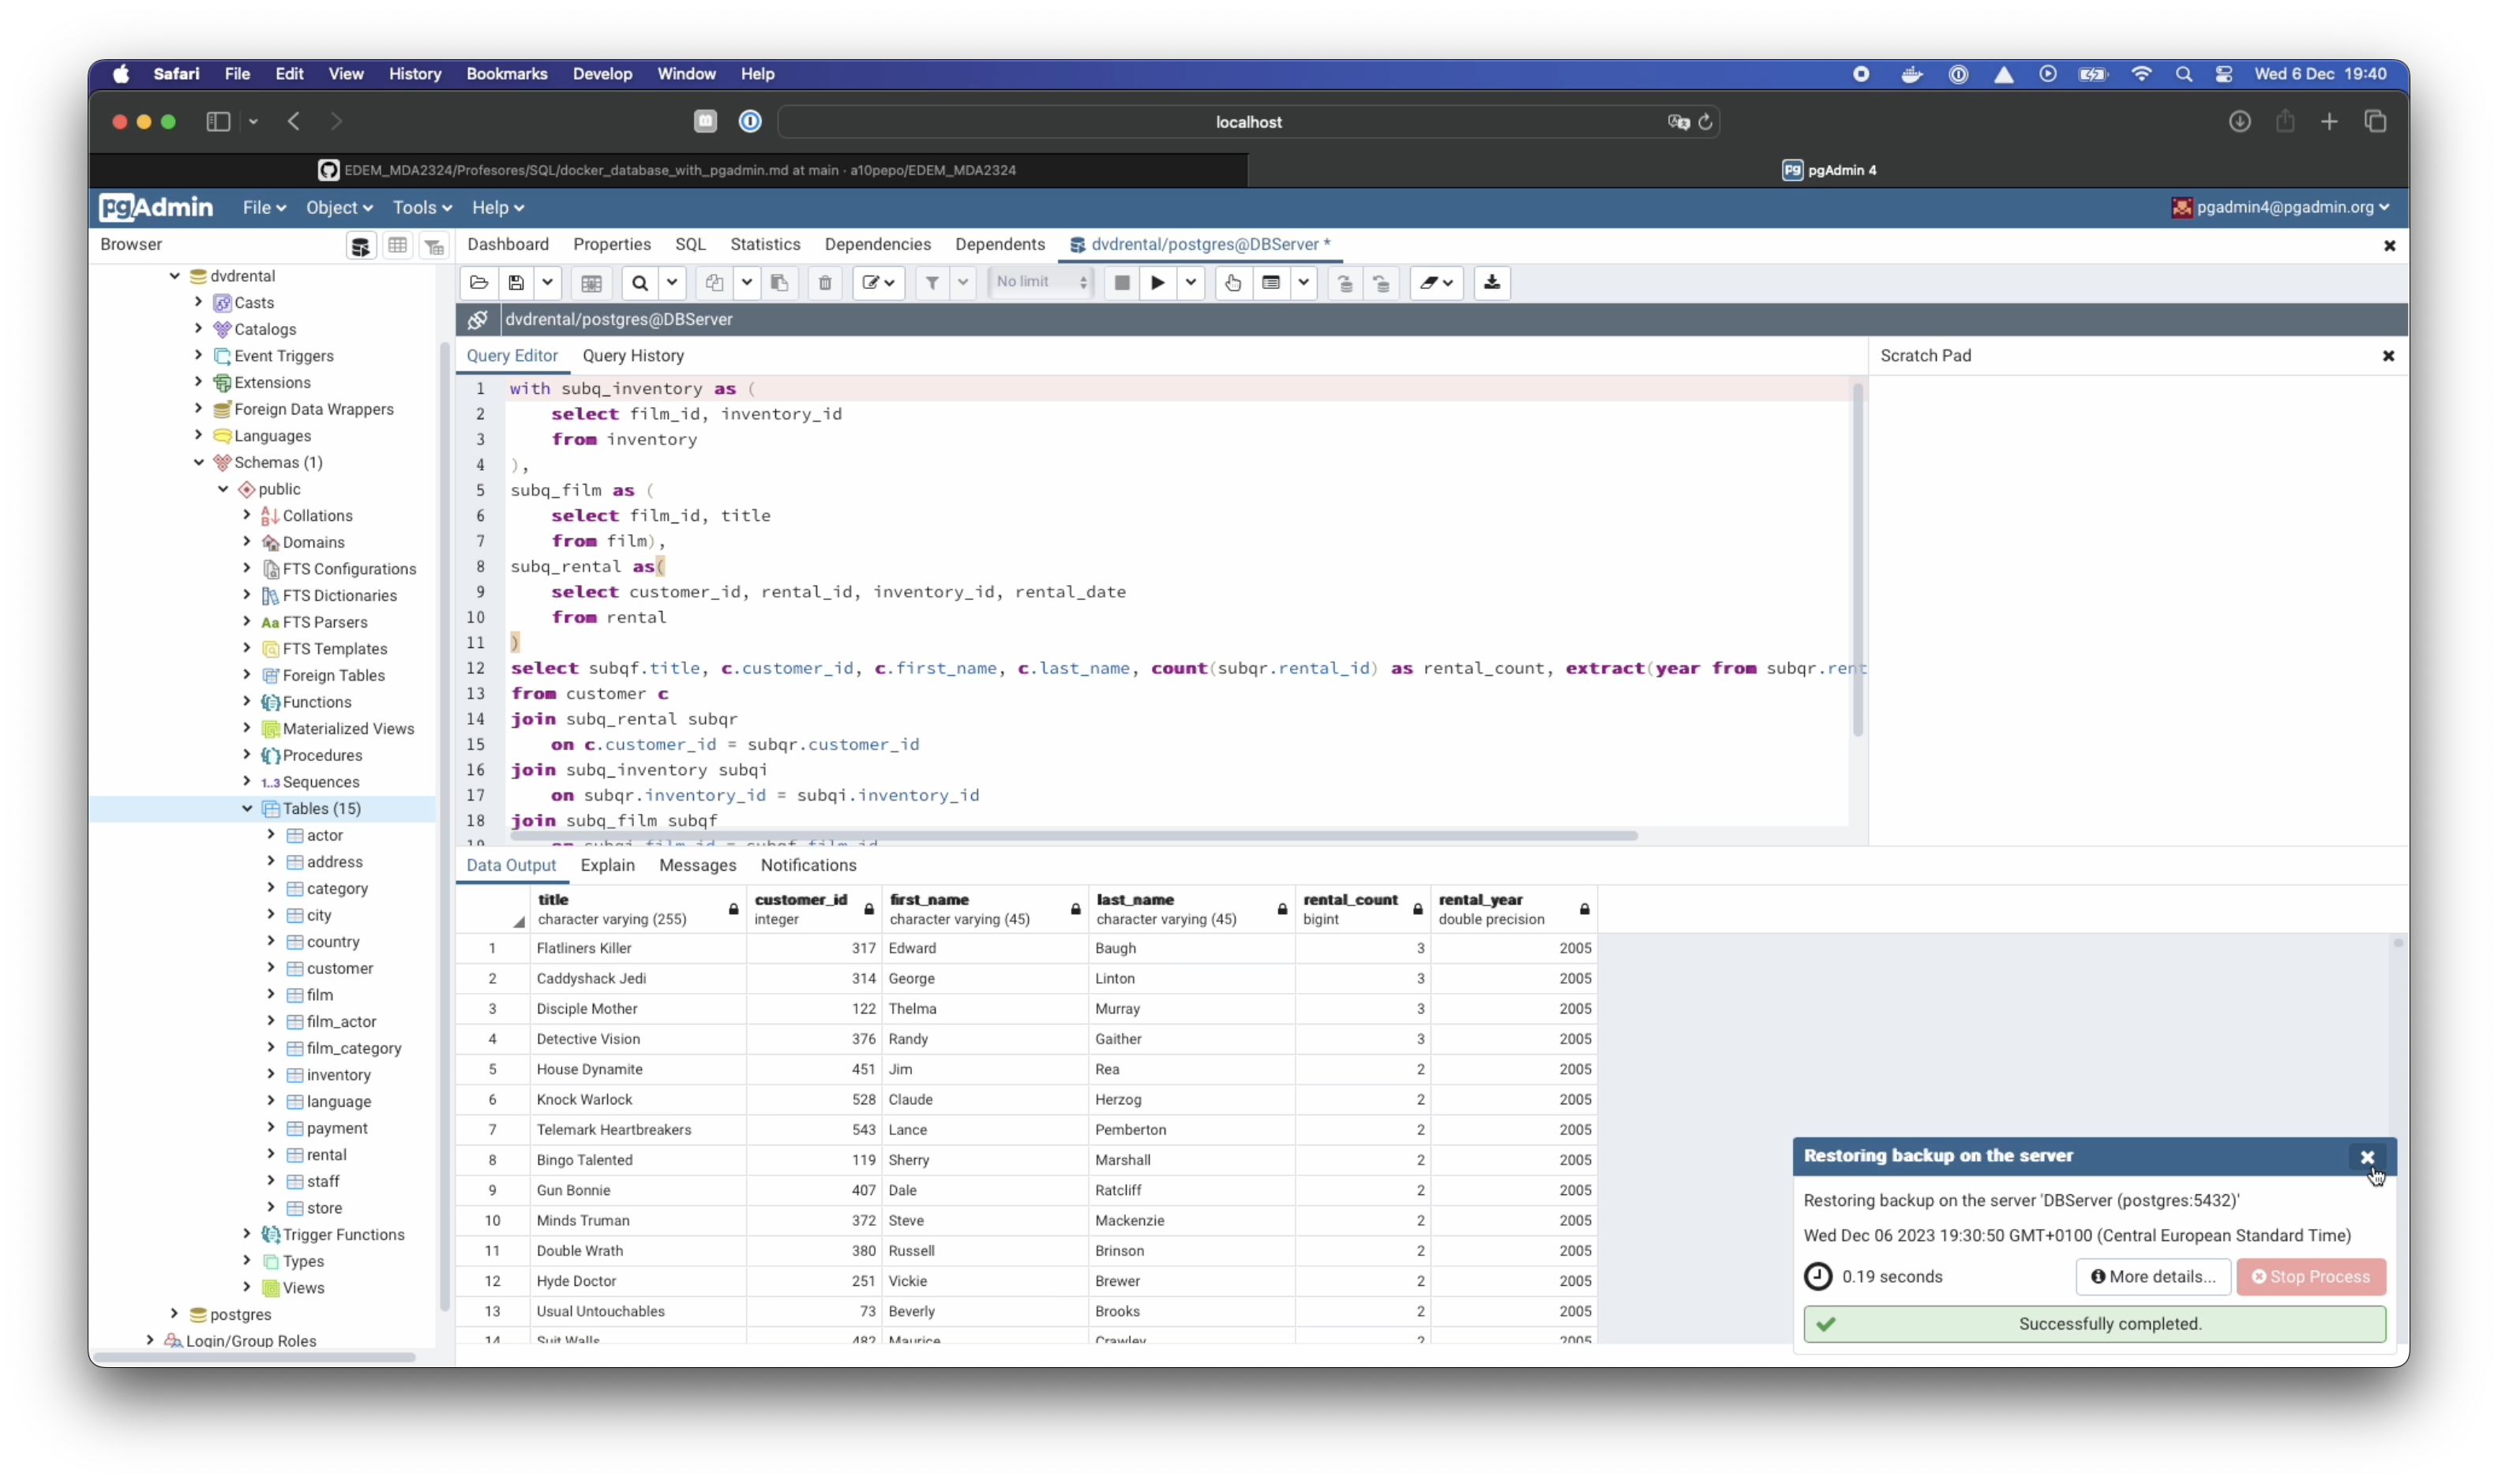 Safari File Edit View History Bookmarks Develop Window Help Wed 6 Dec 19:40
localhost
EDEM_MDA2324/Profesores/SQL/docker_database_with_pgadmin.md at main · a10pepo/EDEM_MDA2324
pgAdmin 4
pgAdmin File Object Tools Help pgadmin4@pgadmin.org
Browser
Dashboard Properties SQL Statistics Dependencies Dependents dvdrental/postgres@DBServer *
No limit
dvdrental/postgres@DBServer
Query Editor Query History
Scratch Pad
dvdrental
Casts
Catalogs
Event Triggers
Extensions
Foreign Data Wrappers
Languages
Schemas (1)
public
Collations
Domains
FTS Configurations
FTS Dictionaries
Aa FTS Parsers
FTS Templates
Foreign Tables
Functions
Materialized Views
Procedures
1..3 Sequences
Tables (15)
actor
address
category
city
country
customer
film
film_actor
film_category
inventory
language
payment
rental
staff
store
Trigger Functions
Types
Views
postgres
Login/Group Roles
1 with subq_inventory as (
2 select film_id, inventory_id
3 from inventory
4 ),
5 subq_film as (
6 select film_id, title
7 from film),
8 subq_rental as(
9 select customer_id, rental_id, inventory_id, rental_date
10 from rental
11 )
12 select subqf.title, c.customer_id, c.first_name, c.last_name, count(subqr.rental_id) as rental_count, extract(year from subqr.rent
13 from customer c
14 join subq_rental subqr
15 on c.customer_id = subqr.customer_id
16 join subq_inventory subqi
17 on subqr.inventory_id = subqi.inventory_id
18 join subq_film subqf
19 on subqi.film_id = subqf.film_id
Data Output Explain Messages Notifications
title customer_id first_name last_name rental_count rental_year
character varying (255) integer character varying (45) character varying (45) bigint double precision
1 Flatliners Killer 317 Edward Baugh 3 2005
2 Caddyshack Jedi 314 George Linton 3 2005
3 Disciple Mother 122 Thelma Murray 3 2005
4 Detective Vision 376 Randy Gaither 3 2005
5 House Dynamite 451 Jim Rea 2 2005
6 Knock Warlock 528 Claude Herzog 2 2005
7 Telemark Heartbreakers 543 Lance Pemberton 2 2005
8 Bingo Talented 119 Sherry Marshall 2 2005
9 Gun Bonnie 407 Dale Ratcliff 2 2005
10 Minds Truman 372 Steve Mackenzie 2 2005
11 Double Wrath 380 Russell Brinson 2 2005
12 Hyde Doctor 251 Vickie Brewer 2 2005
13 Usual Untouchables 73 Beverly Brooks 2 2005
14 Suit Walls 482 Maurice Crawley 2 2005
Restoring backup on the server
Restoring backup on the server 'DBServer (postgres:5432)'
Wed Dec 06 2023 19:30:50 GMT+0100 (Central European Standard Time)
0.19 seconds More details... Stop Process
Successfully completed.